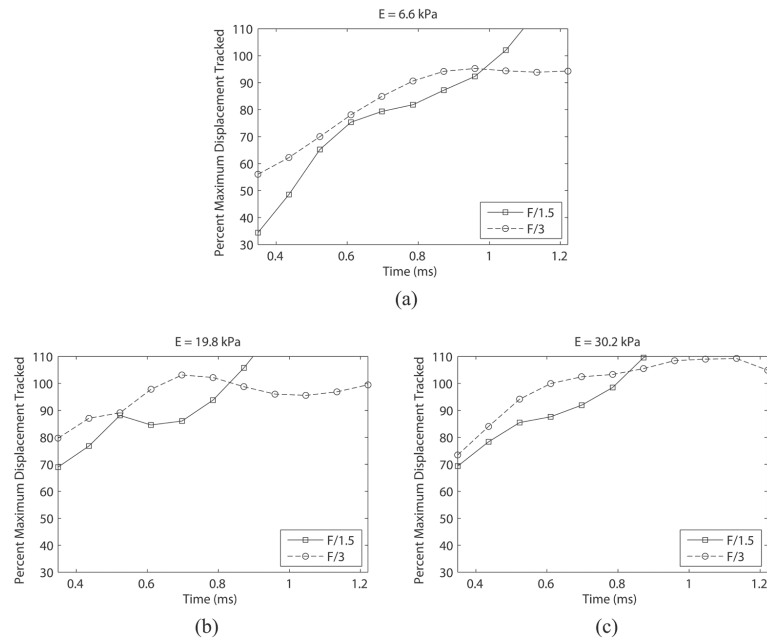 E = 6.6 kPa
Percent Maximum Displacement Tracked
110
100
90
80
70
60
50
40
30
0.4 0.6 0.8 1 1.2
Time (ms)
F/1.5
F/3
(a)
E = 19.8 kPa
Percent Maximum Displacement Tracked
110
100
90
80
70
60
50
40
30
0.4 0.6 0.8 1 1.2
Time (ms)
F/1.5
F/3
(b)
E = 30.2 kPa
Percent Maximum Displacement Tracked
110
100
90
80
70
60
50
40
30
0.4 0.6 0.8 1 1.2
Time (ms)
F/1.5
F/3
(c)